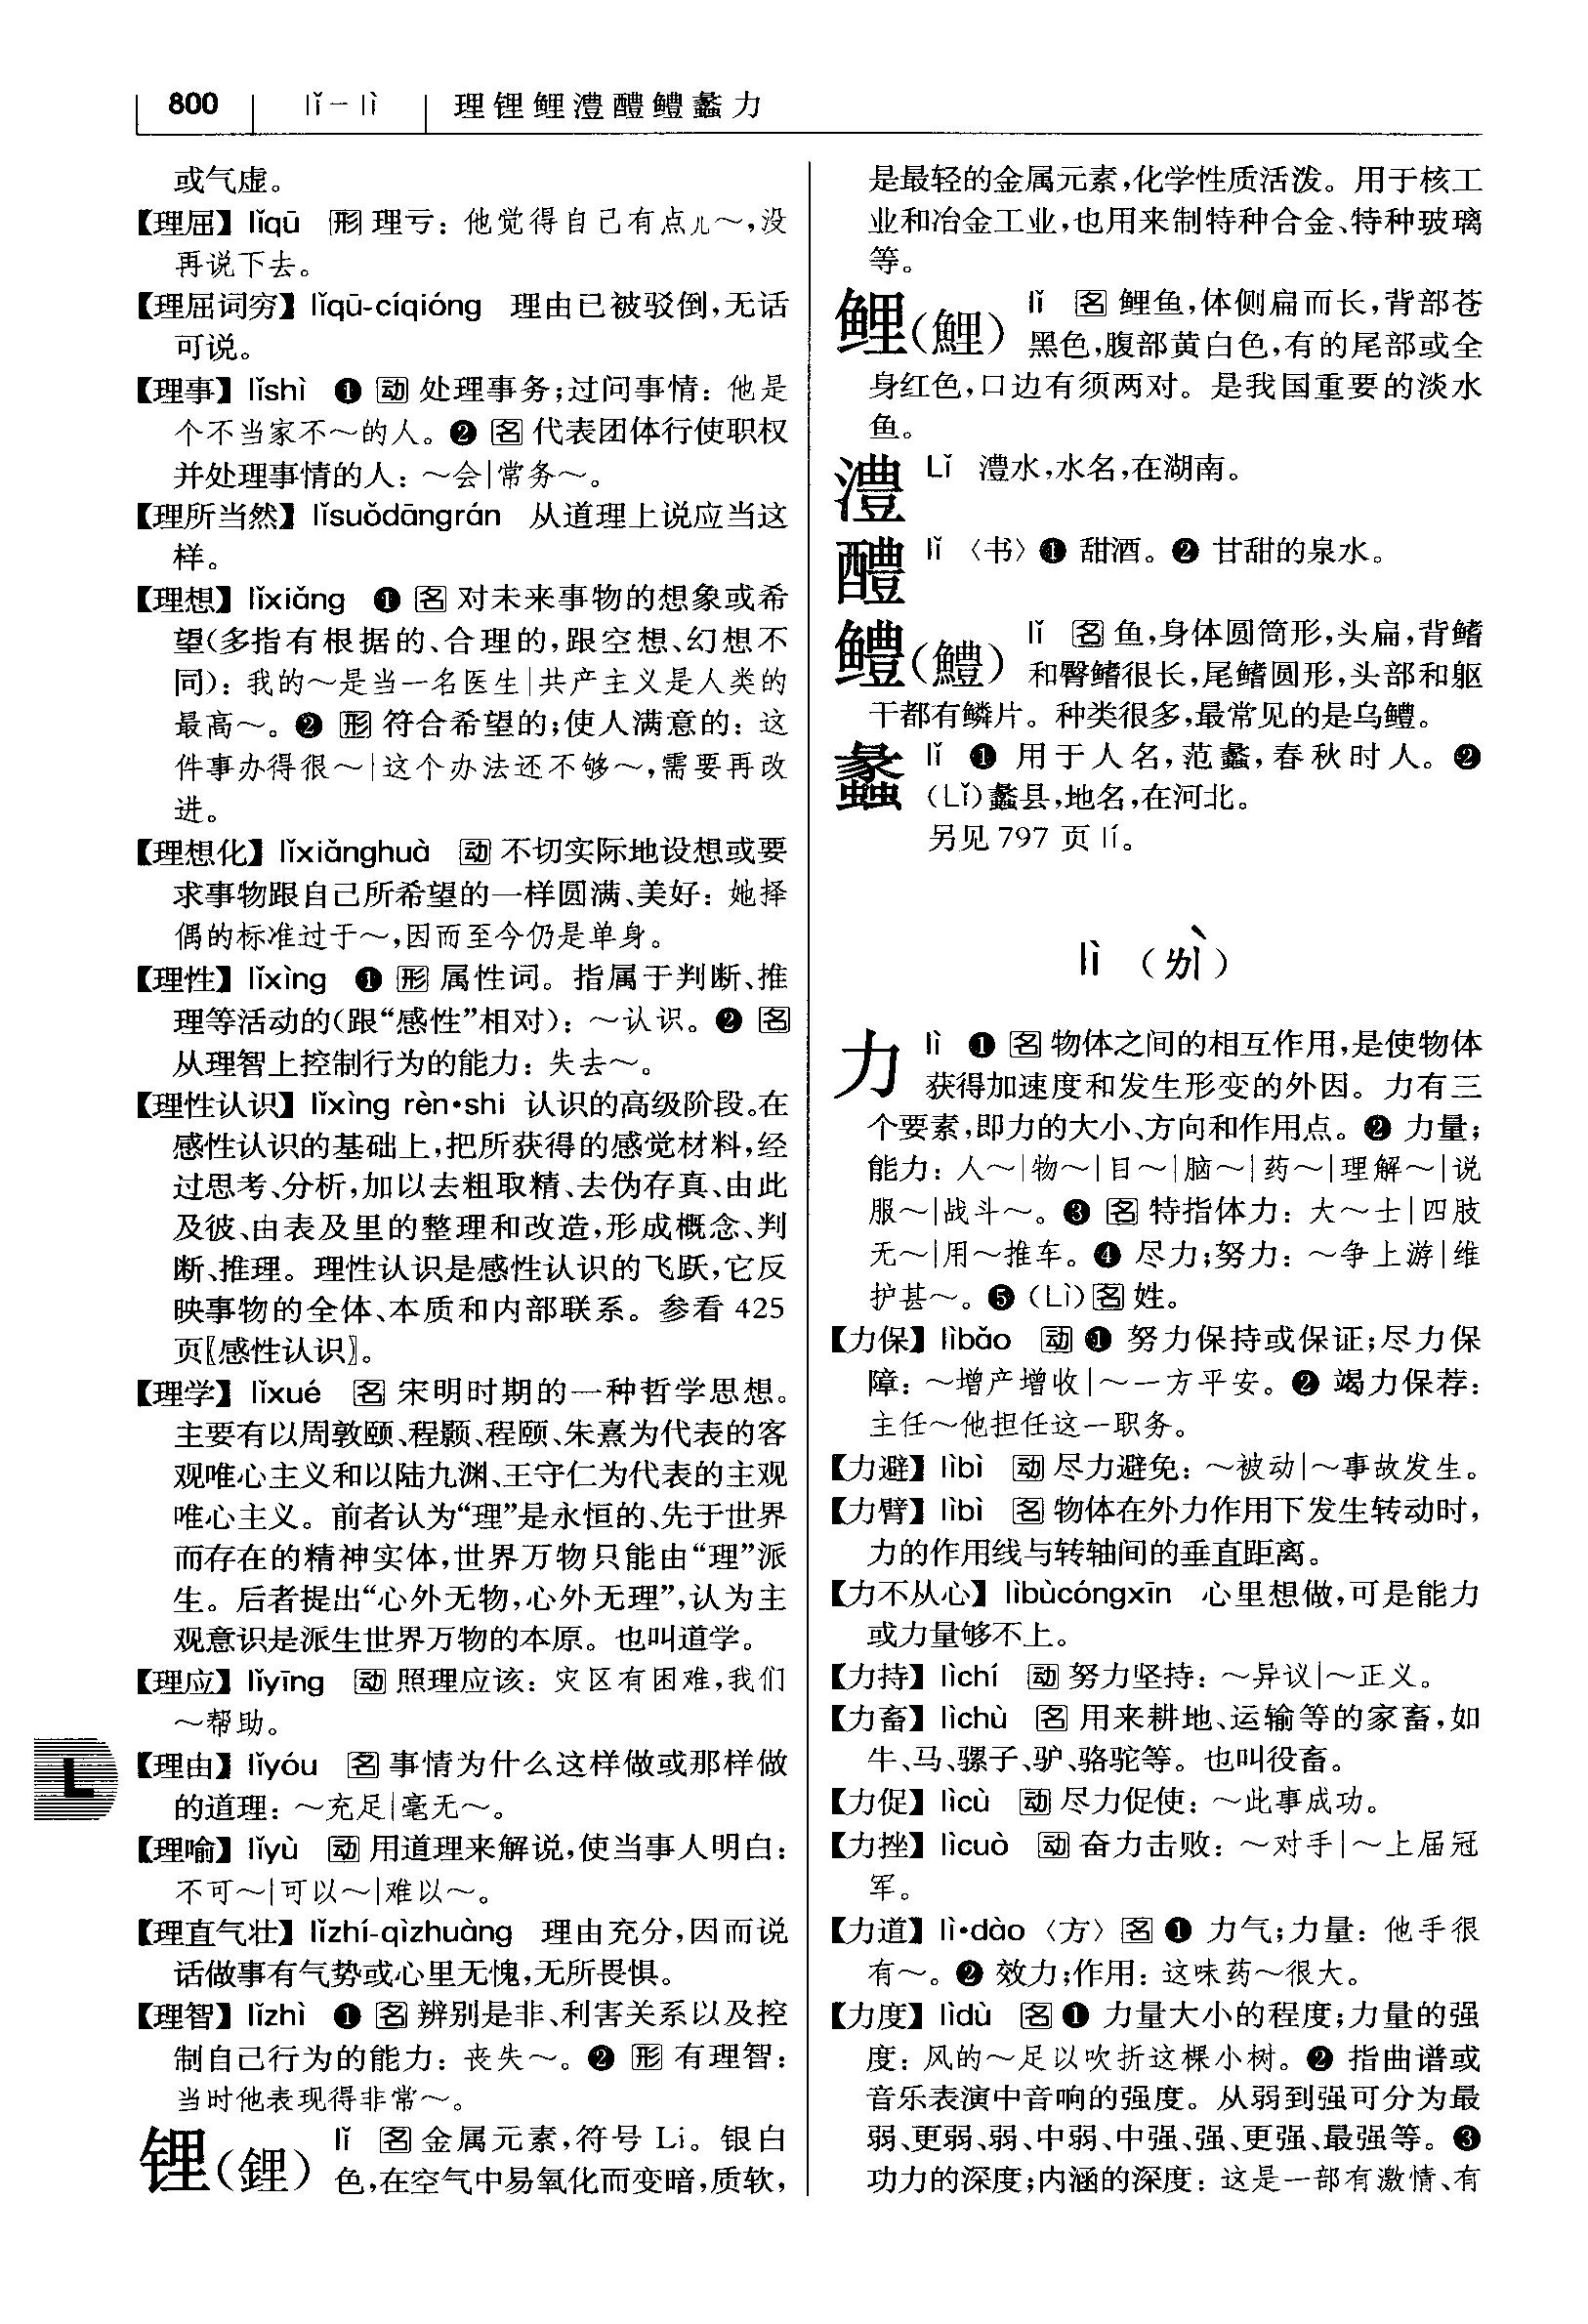 800 lǐ－lì 理锂鲤澧醴鳢蠡力
或气虚。
【理屈】lǐqū 形 理亏：他觉得自己有点儿～，没
再说下去。
【理屈词穷】lǐqū-cíqióng 理由已被驳倒，无话
可说。
【理事】lǐshì ❶ 动 处理事务；过问事情：他是
个不当家不～的人。❷ 名 代表团体行使职权
并处理事情的人：～会|常务～。
【理所当然】lǐsuǒdāngrán 从道理上说应当这
样。
【理想】lǐxiǎng ❶ 名 对未来事物的想象或希
望(多指有根据的、合理的，跟空想、幻想不
同)：我的～是当一名医生|共产主义是人类的
最高～。❷ 形 符合希望的；使人满意的：这
件事办得很～|这个办法还不够～，需要再改
进。
【理想化】lǐxiǎnghuà 动 不切实际地设想或要
求事物跟自己所希望的一样圆满、美好：她择
偶的标准过于～，因而至今仍是单身。
【理性】lǐxìng ❶ 形 属性词。指属于判断、推
理等活动的(跟“感性”相对)：～认识。❷ 名
从理智上控制行为的能力：失去～。
【理性认识】lǐxìng rèn·shi 认识的高级阶段。在
感性认识的基础上，把所获得的感觉材料，经
过思考、分析，加以去粗取精、去伪存真、由此
及彼、由表及里的整理和改造，形成概念、判
断、推理。理性认识是感性认识的飞跃，它反
映事物的全体、本质和内部联系。参看 425
页〖感性认识〗。
【理学】lǐxué 名 宋明时期的一种哲学思想。
主要有以周敦颐、程颢、程颐、朱熹为代表的客
观唯心主义和以陆九渊、王守仁为代表的主观
唯心主义。前者认为“理”是永恒的、先于世界
而存在的精神实体，世界万物只能由“理”派
生。后者提出“心外无物，心外无理”，认为主
观意识是派生世界万物的本原。也叫道学。
【理应】lǐyīng 动 照理应该：灾区有困难，我们
～帮助。
【理由】lǐyóu 名 事情为什么这样做或那样做
的道理：～充足|毫无～。
【理喻】lǐyù 动 用道理来解说，使当事人明白：
不可～|可以～|难以～。
【理直气壮】lǐzhí-qìzhuàng 理由充分，因而说
话做事有气势或心里无愧，无所畏惧。
【理智】lǐzhì ❶ 名 辨别是非、利害关系以及控
制自己行为的能力：丧失～。❷ 形 有理智：
当时他表现得非常～。
锂(鋰) lǐ 名 金属元素，符号 Li。银白
色，在空气中易氧化而变暗，质软，
L
是最轻的金属元素，化学性质活泼。用于核工
业和冶金工业，也用来制特种合金、特种玻璃
等。
鲤(鯉) lǐ 名 鲤鱼，体侧扁而长，背部苍
黑色，腹部黄白色，有的尾部或全
身红色，口边有须两对。是我国重要的淡水
鱼。
澧 Lǐ 澧水，水名，在湖南。
醴 lǐ 〈书〉❶ 甜酒。❷ 甘甜的泉水。
鳢(鱧) lǐ 名 鱼，身体圆筒形，头扁，背鳍
和臀鳍很长，尾鳍圆形，头部和躯
干都有鳞片。种类很多，最常见的是乌鳢。
蠡 lǐ ❶ 用于人名，范蠡，春秋时人。❷
(Lǐ)蠡县，地名，在河北。
另见 797 页 lí。
lì （ㄌㄧˋ）
力 lì ❶ 名 物体之间的相互作用，是使物体
获得加速度和发生形变的外因。力有三
个要素，即力的大小、方向和作用点。❷ 力量；
能力：人～|物～|目～|脑～|药～|理解～|说
服～|战斗～。❸ 名 特指体力：大～士|四肢
无～|用～推车。❹ 尽力；努力：～争上游|维
护甚～。❺ (Lì) 名 姓。
【力保】lìbǎo 动 ❶ 努力保持或保证；尽力保
障：～增产增收|～一方平安。❷ 竭力保荐：
主任～他担任这一职务。
【力避】lìbì 动 尽力避免：～被动|～事故发生。
【力臂】lìbì 名 物体在外力作用下发生转动时，
力的作用线与转轴间的垂直距离。
【力不从心】lìbùcóngxīn 心里想做，可是能力
或力量够不上。
【力持】lìchí 动 努力坚持：～异议|～正义。
【力畜】lìchù 名 用来耕地、运输等的家畜，如
牛、马、骡子、驴、骆驼等。也叫役畜。
【力促】lìcù 动 尽力促使：～此事成功。
【力挫】lìcuò 动 奋力击败：～对手|～上届冠
军。
【力道】lì·dào 〈方〉名 ❶ 力气；力量：他手很
有～。❷ 效力；作用：这味药～很大。
【力度】lìdù 名 ❶ 力量大小的程度；力量的强
度：风的～足以吹折这棵小树。❷ 指曲谱或
音乐表演中音响的强度。从弱到强可分为最
弱、更弱、弱、中弱、中强、强、更强、最强等。❸
功力的深度；内涵的深度：这是一部有激情、有